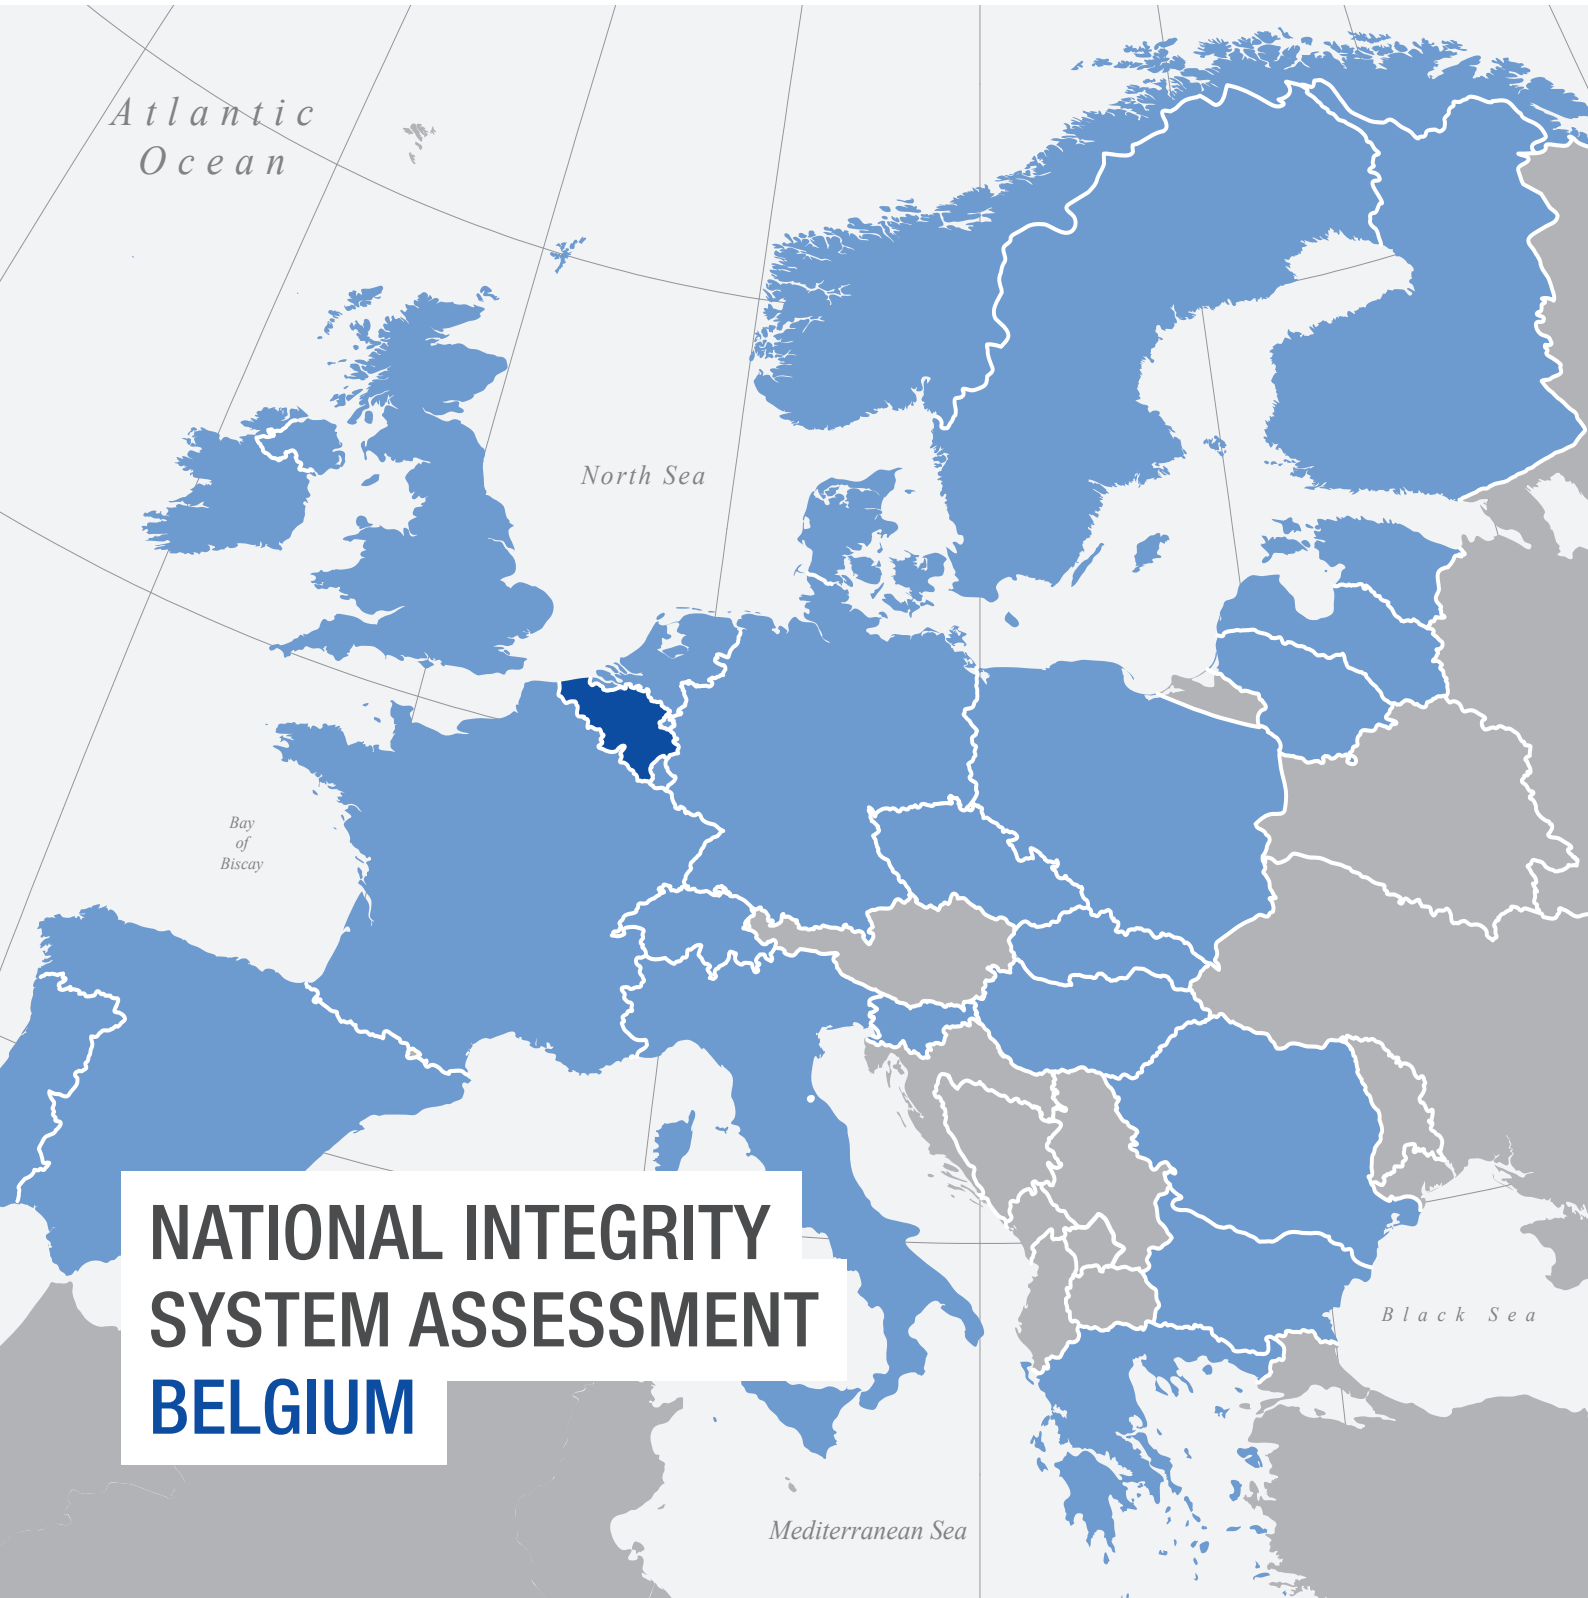 Atlantic
Ocean
North Sea
Bay
of
Biscay
Black Sea
NATIONAL INTEGRITY
SYSTEM ASSESSMENT
BELGIUM
Mediterranean Sea